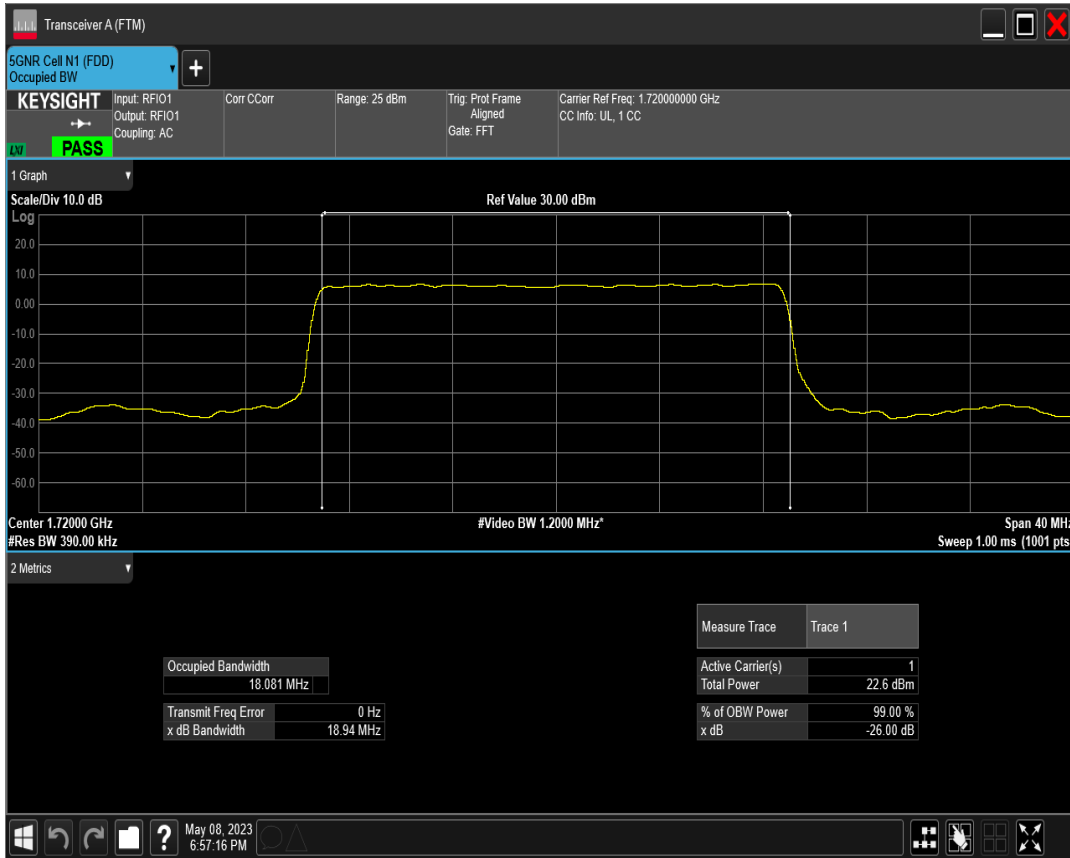 Transceiver A (FTM)
5GNR Cell N1 (FDD)
Occupied BW
+
KEYSIGHT
LXI
PASS
Input: RFIO1
Output: RFIO1
Coupling: AC
Corr CCorr
Range: 25 dBm
Trig: Prot Frame
Aligned
Gate: FFT
Carrier Ref Freq: 1.720000000 GHz
CC Info: UL, 1 CC
1 Graph
Scale/Div 10.0 dB
Ref Value 30.00 dBm
Log
20.0
10.0
0.00
-10.0
-20.0
-30.0
-40.0
-50.0
-60.0
Center 1.72000 GHz
#Video BW 1.2000 MHz*
Span 40 MHz
#Res BW 390.00 kHz
Sweep 1.00 ms (1001 pts
2 Metrics
Measure Trace Trace 1
Occupied Bandwidth
18.081 MHz
Active Carrier(s) 1
Total Power 22.6 dBm
Transmit Freq Error 0 Hz
x dB Bandwidth 18.94 MHz
% of OBW Power 99.00 %
x dB -26.00 dB
?
May 08, 2023
6:57:16 PM